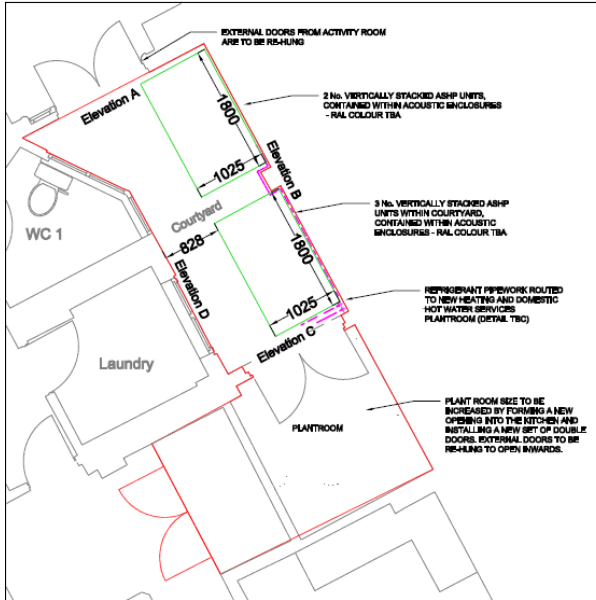 EXTERNAL DOORS FROM ACTIVITY ROOM
ARE TO BE RE-HUNG
Elevation A
1800
2 No. VERTICALLY STACKED ASHP UNITS,
CONTAINED WITHIN ACOUSTIC ENCLOSURES
- RAL COLOUR TBA
1025
Elevation B
WC 1
Courtyard
3 No. VERTICALLY STACKED ASHP
UNITS WITHIN COURTYARD,
CONTAINED WITHIN ACOUSTIC
ENCLOSURES - RAL COLOUR TBA
828
1800
Elevation D
1025
REFRIGERANT PIPEWORK ROUTED
TO NEW HEATING AND DOMESTIC
HOT WATER SERVICES
PLANTROOM (DETAIL TBC)
Elevation C
Laundry
PLANTROOM
PLANT ROOM SIZE TO BE
INCREASED BY FORMING A NEW
OPENING INTO THE KITCHEN AND
INSTALLING A NEW SET OF DOUBLE
DOORS. EXTERNAL DOORS TO BE
RE-HUNG TO OPEN INWARDS.